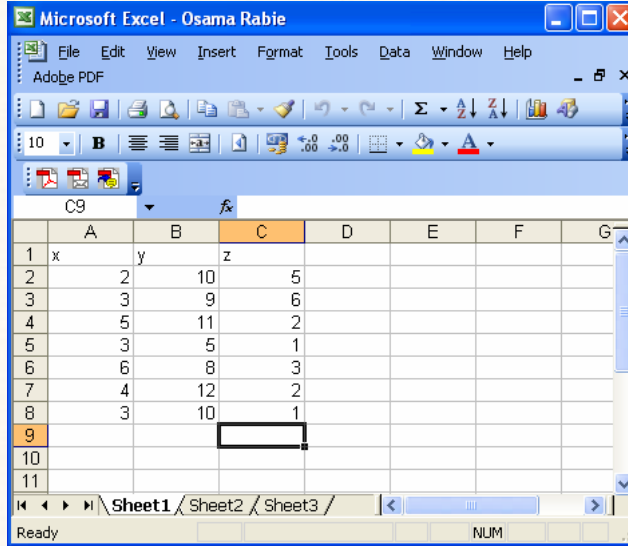 Microsoft Excel - Osama Rabie
File Edit View Insert Format Tools Data Window Help
Adobe PDF
10 B
C9 fx
A B C D E F G
1 x y z
2 2 10 5
3 3 9 6
4 5 11 2
5 3 5 1
6 6 8 3
7 4 12 2
8 3 10 1
9
10
11
Sheet1 Sheet2 Sheet3
Ready NUM